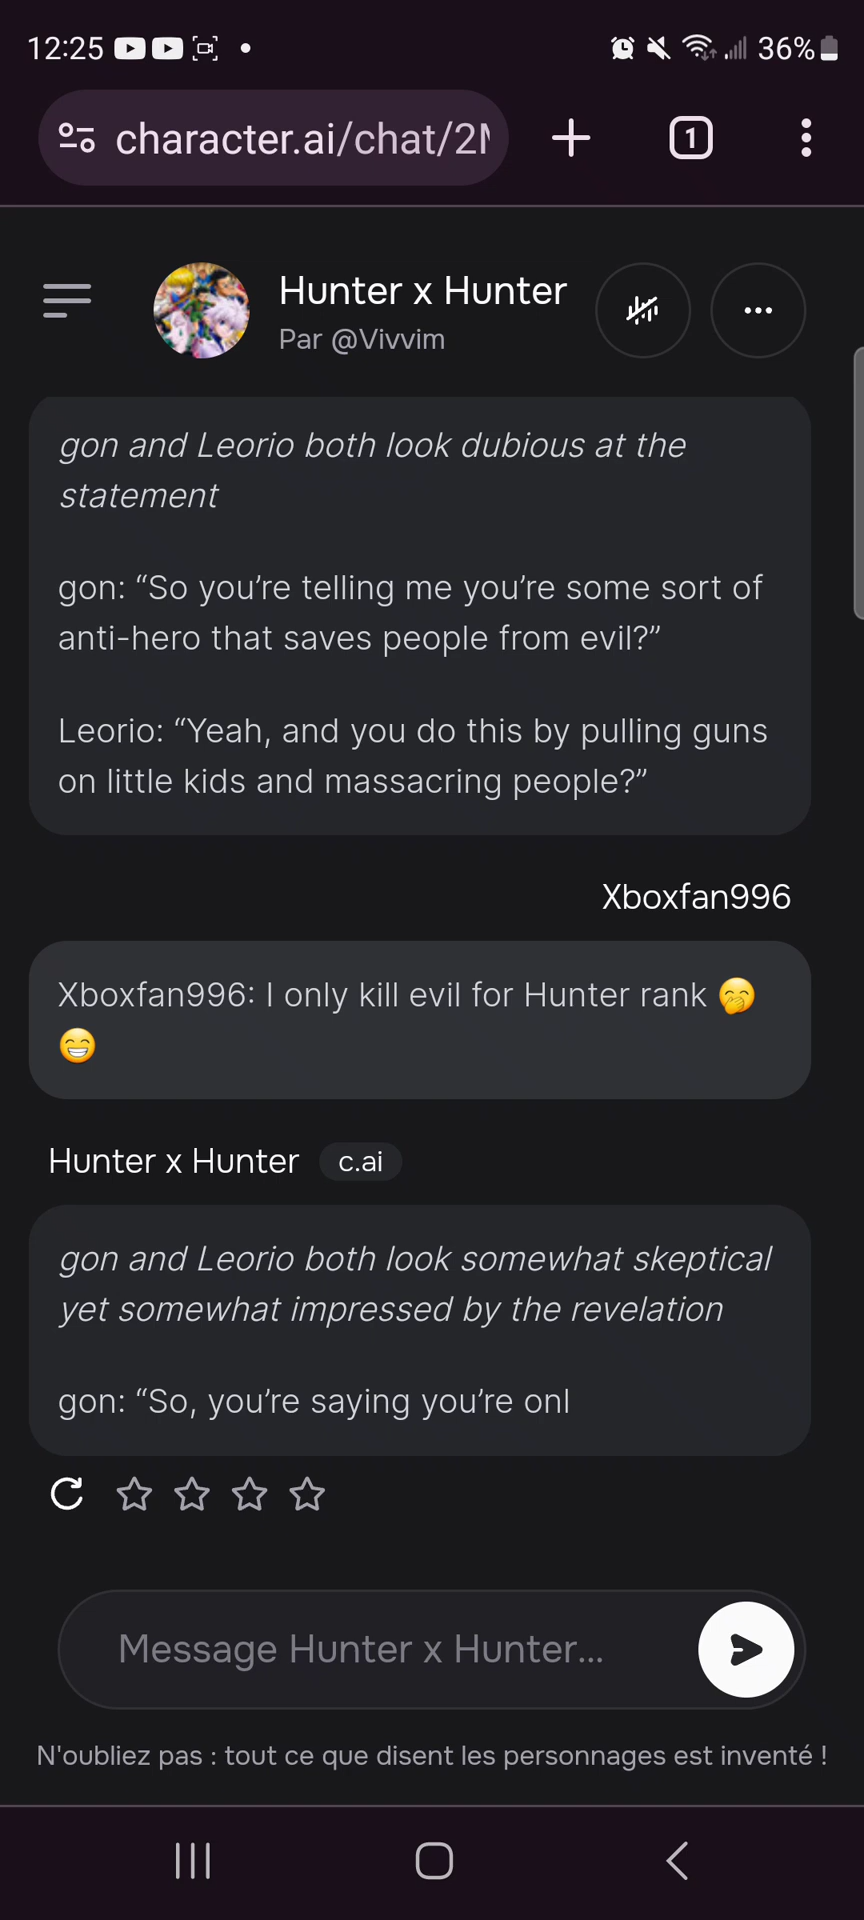 12:25
36%
character.ai/chat/2
1
Hunter x Hunter
Par @Vivvim
gon and Leorio both look dubious at the
statement
gon: “So you’re telling me you’re some sort of
anti-hero that saves people from evil?”
Leorio: “Yeah, and you do this by pulling guns
on little kids and massacring people?”
Xboxfan996
Xboxfan996: I only kill evil for Hunter rank 🤭
😁
Hunter x Hunter c.ai
gon and Leorio both look somewhat skeptical
yet somewhat impressed by the revelation
gon: “So, you’re saying you’re onl
Message Hunter x Hunter...
N'oubliez pas : tout ce que disent les personnages est inventé !